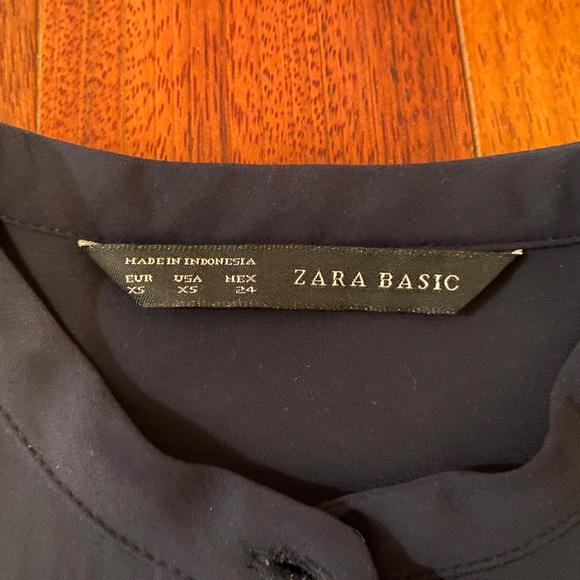 MADE IN INDONESIA
EUR USA MEX
XS XS 24
ZARA BASIC